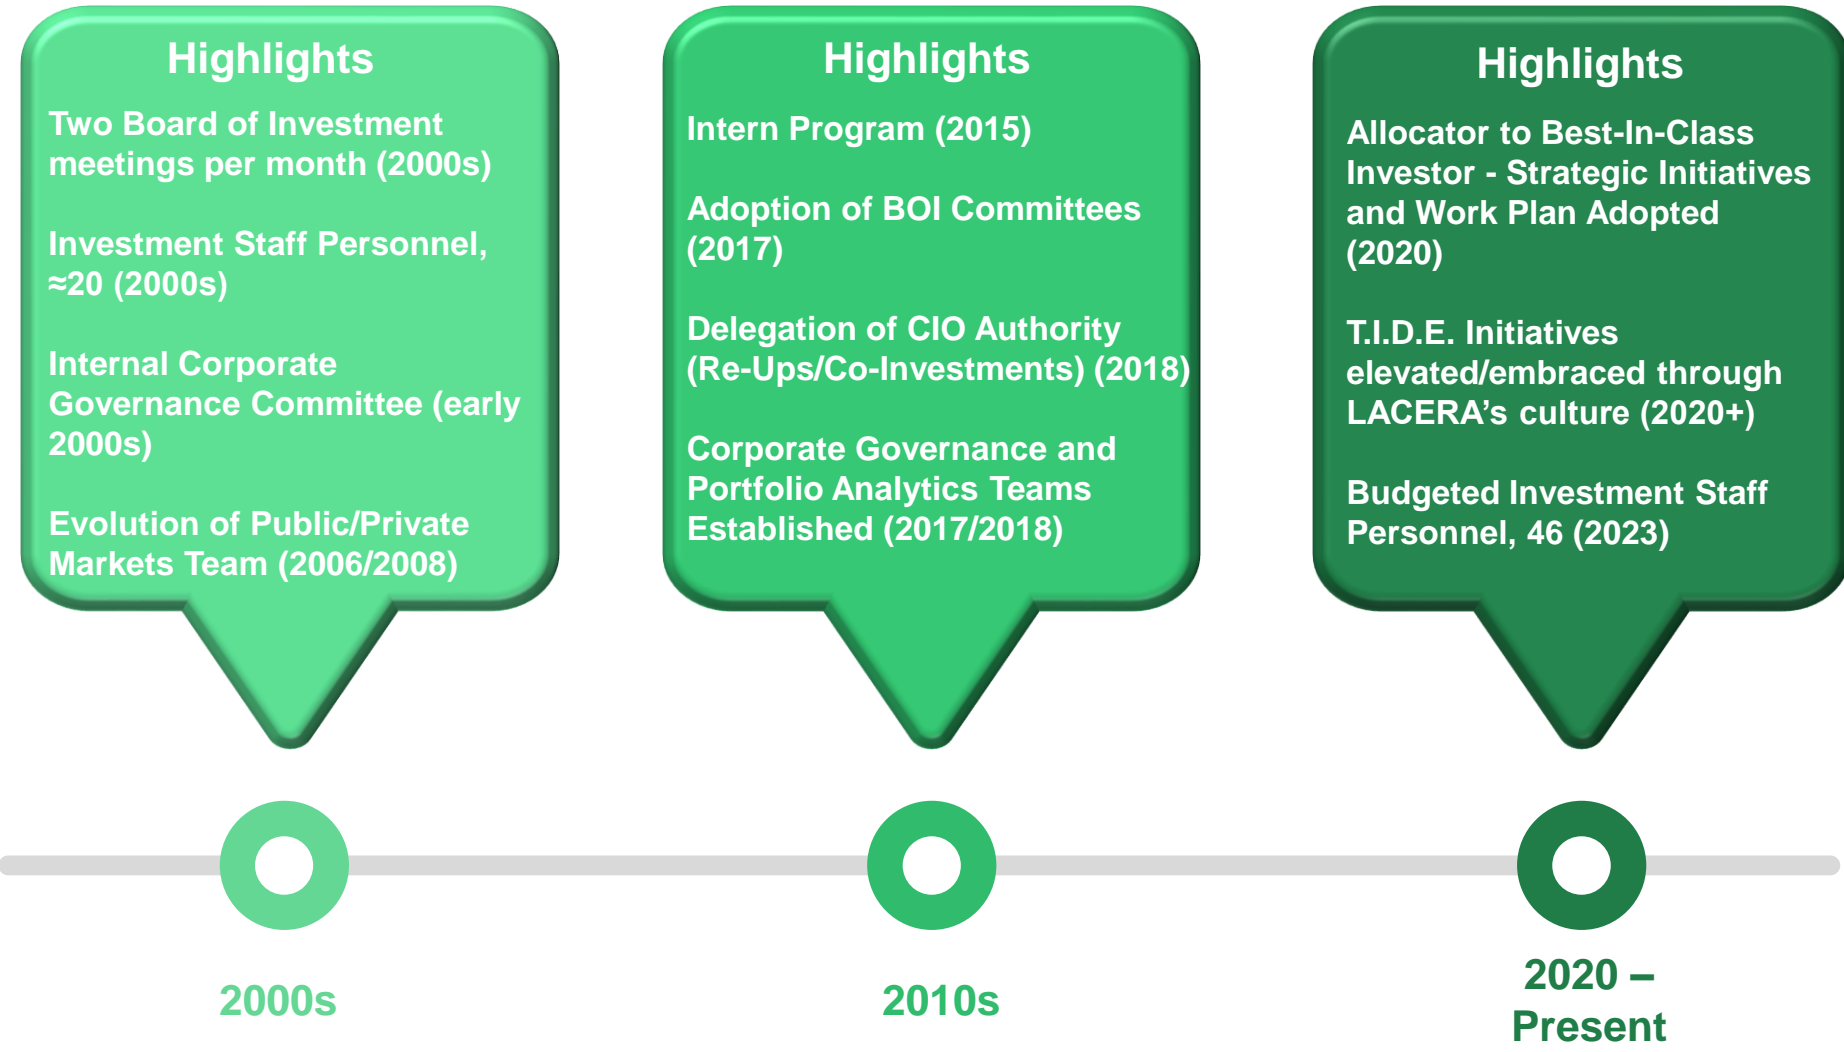 Highlights
Two Board of Investment
meetings per month (2000s)
Investment Staff Personnel,
≈20 (2000s)
Internal Corporate
Governance Committee (early
2000s)
Evolution of Public/Private
Markets Team (2006/2008)
Highlights
Intern Program (2015)
Adoption of BOI Committees
(2017)
Delegation of CIO Authority
(Re-Ups/Co-Investments) (2018)
Corporate Governance and
Portfolio Analytics Teams
Established (2017/2018)
Highlights
Allocator to Best-In-Class
Investor - Strategic Initiatives
and Work Plan Adopted
(2020)
T.I.D.E. Initiatives
elevated/embraced through
LACERA’s culture (2020+)
Budgeted Investment Staff
Personnel, 46 (2023)
2000s
2010s
2020 –
Present